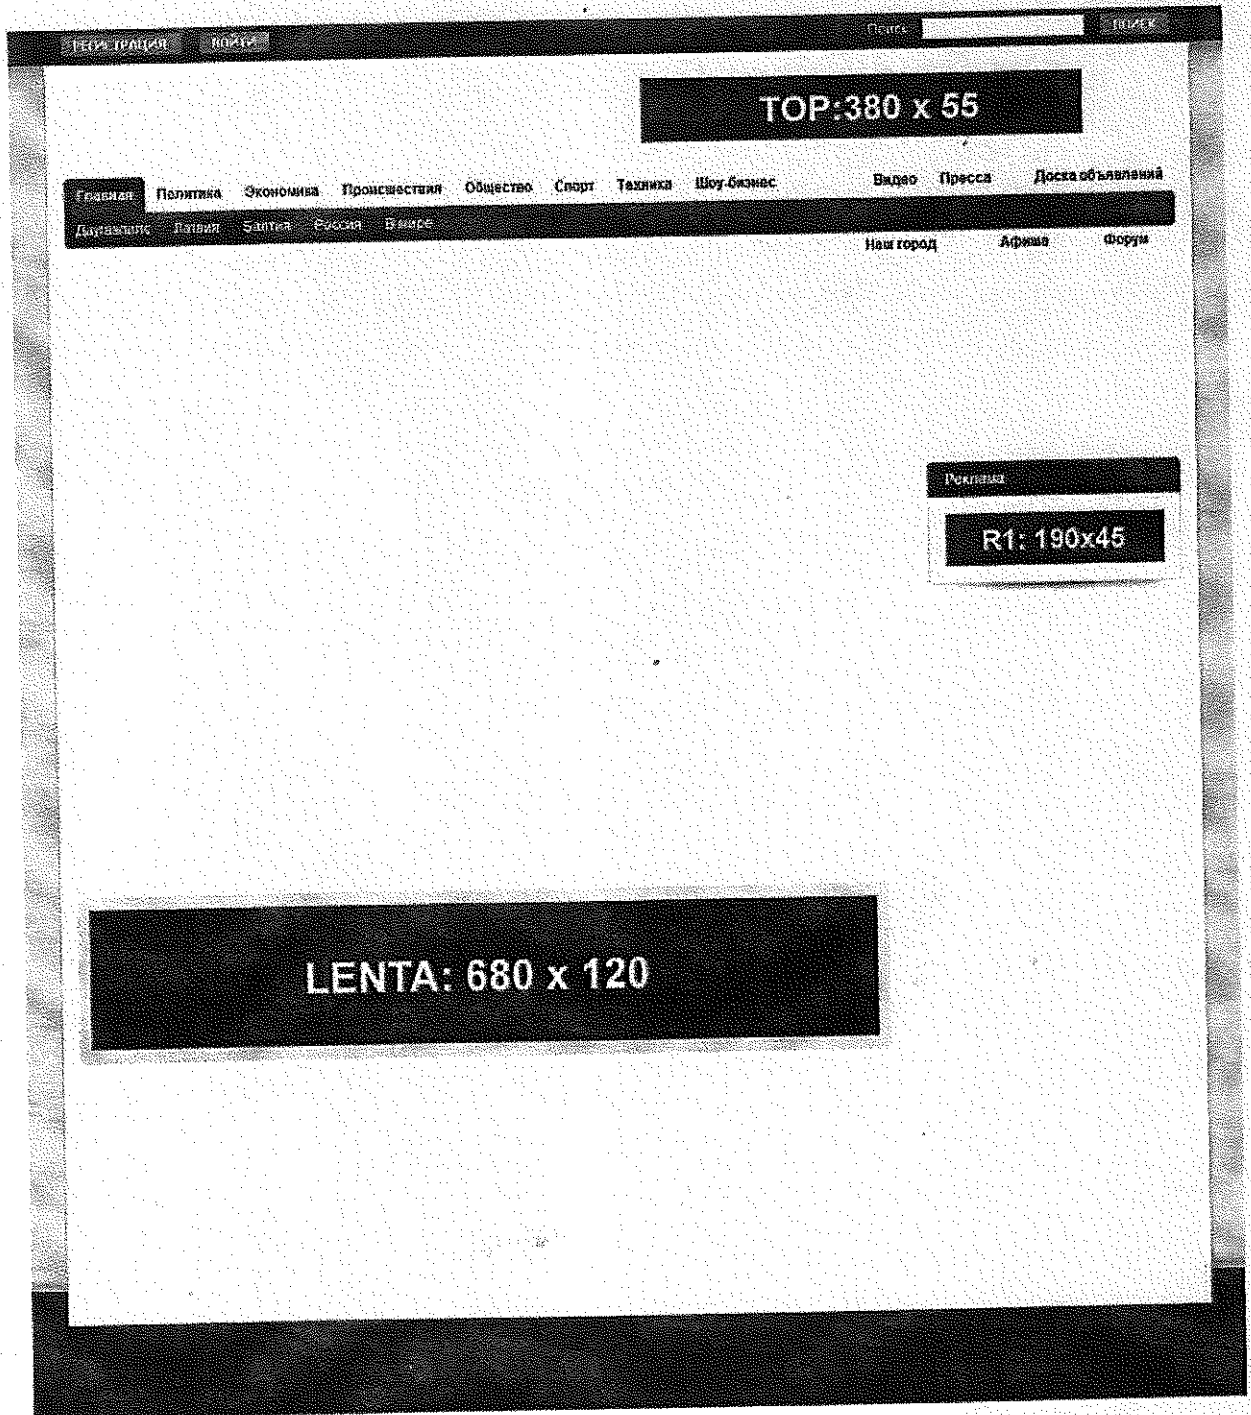 РЕГИСТРАЦИЯ ВОЙТИ Поиск ПОИСК
TOP:380 x 55
Главная Политика Экономика Происшествия Общество Спорт Техника Шоу-бизнес Видео Пресса Доска объявлений
Даугавпилс Латвия Балтия Россия В мире
Наш город Афиша Форум
Реклама
R1: 190x45
LENTA: 680 x 120